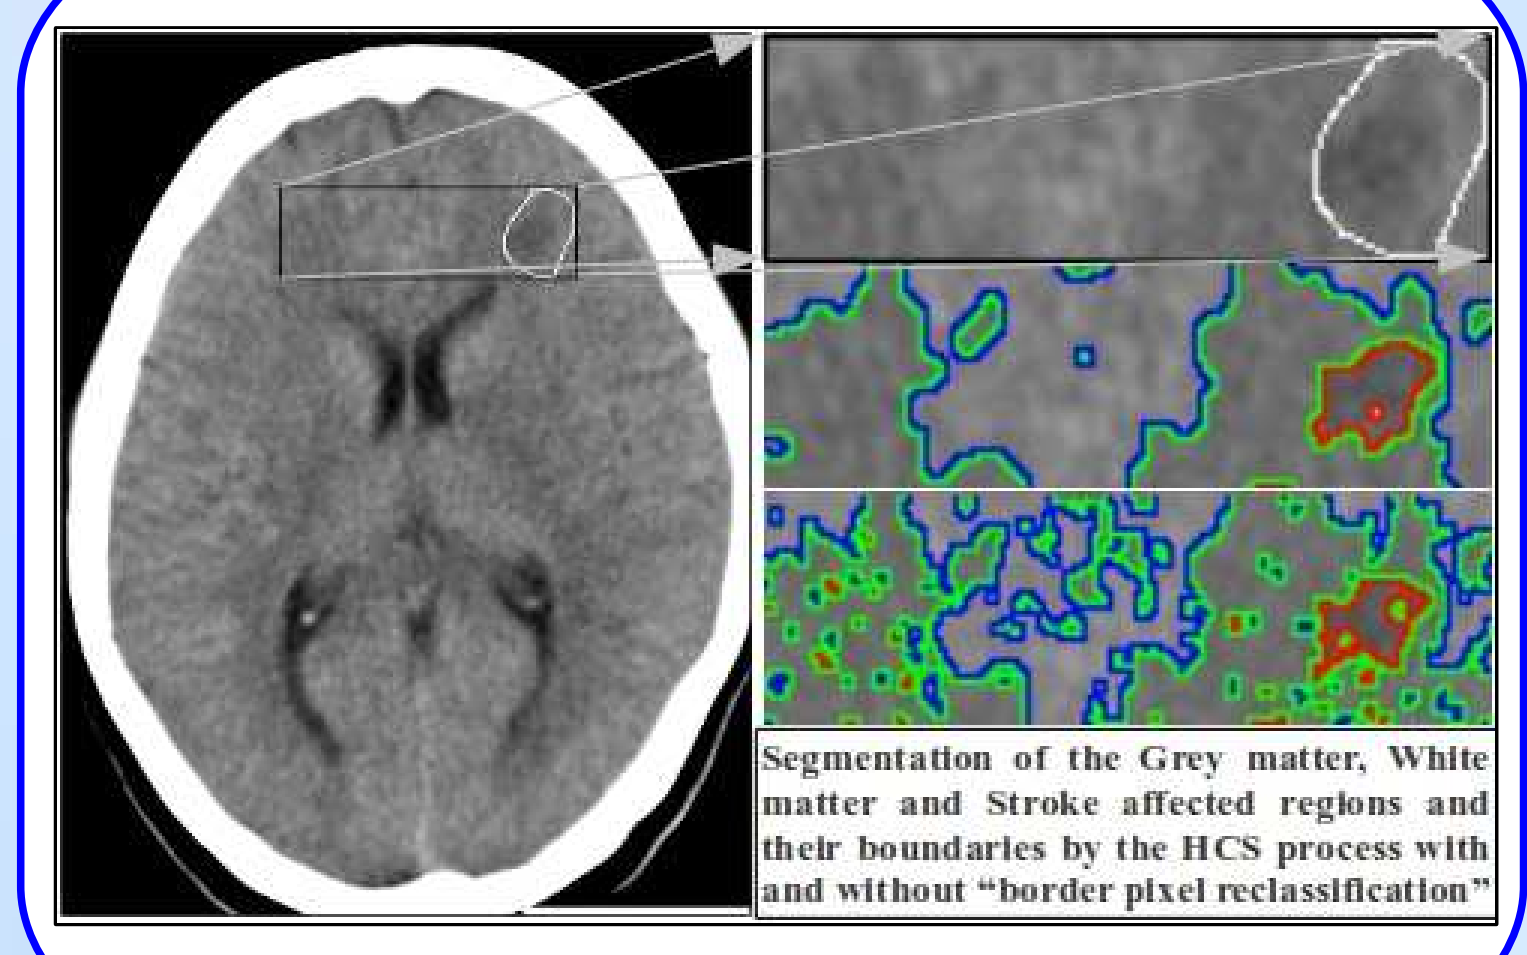 Segmentation of the Grey matter, White
matter and Stroke affected regions and
their boundaries by the HCS process with
and without “border pixel reclassification”